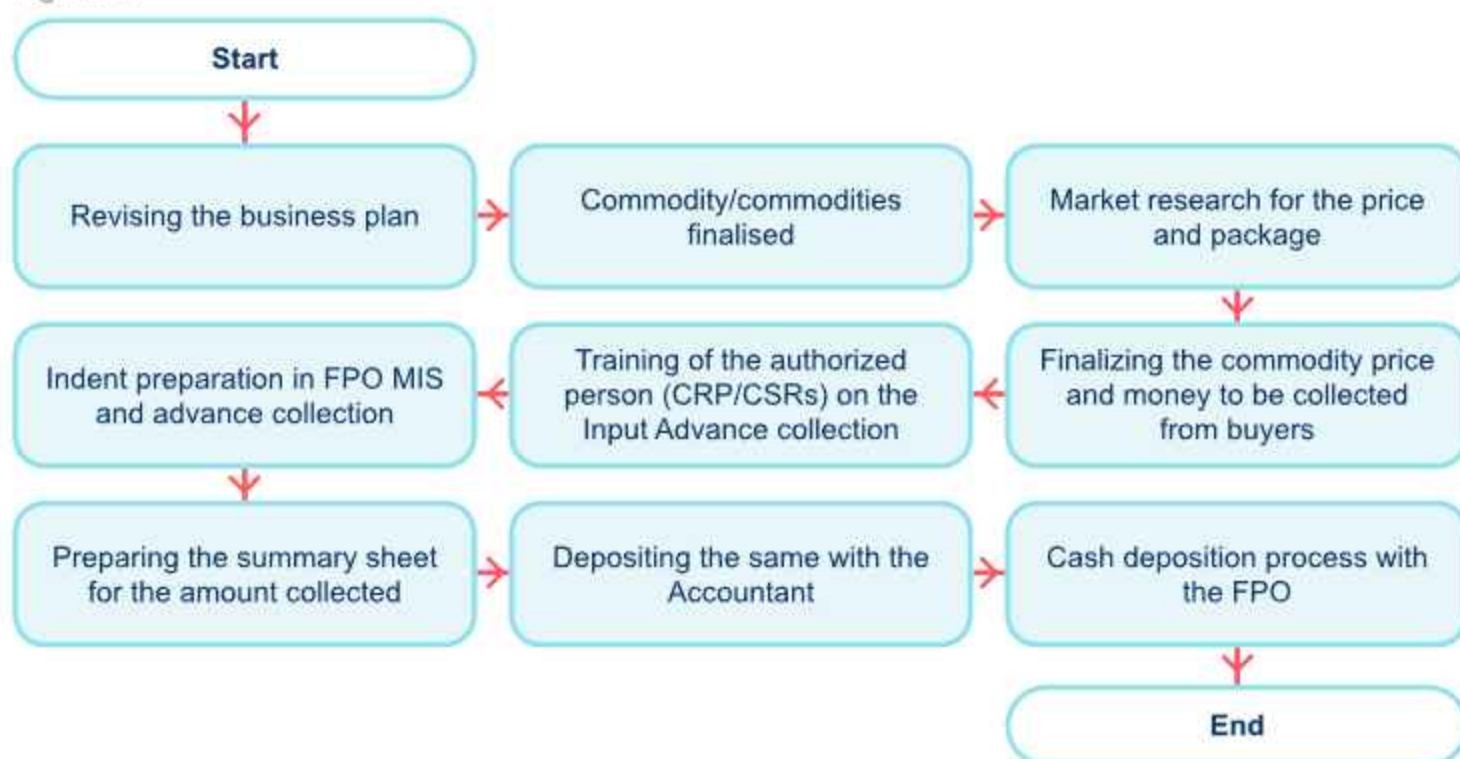 Start
Revising the business plan
Commodity/commodities
finalised
Market research for the price
and package
Finalizing the commodity price
and money to be collected
from buyers
Training of the authorized
person (CRP/CSRs) on the
Input Advance collection
Indent preparation in FPO MIS
and advance collection
Preparing the summary sheet
for the amount collected
Depositing the same with the
Accountant
Cash deposition process with
the FPO
End